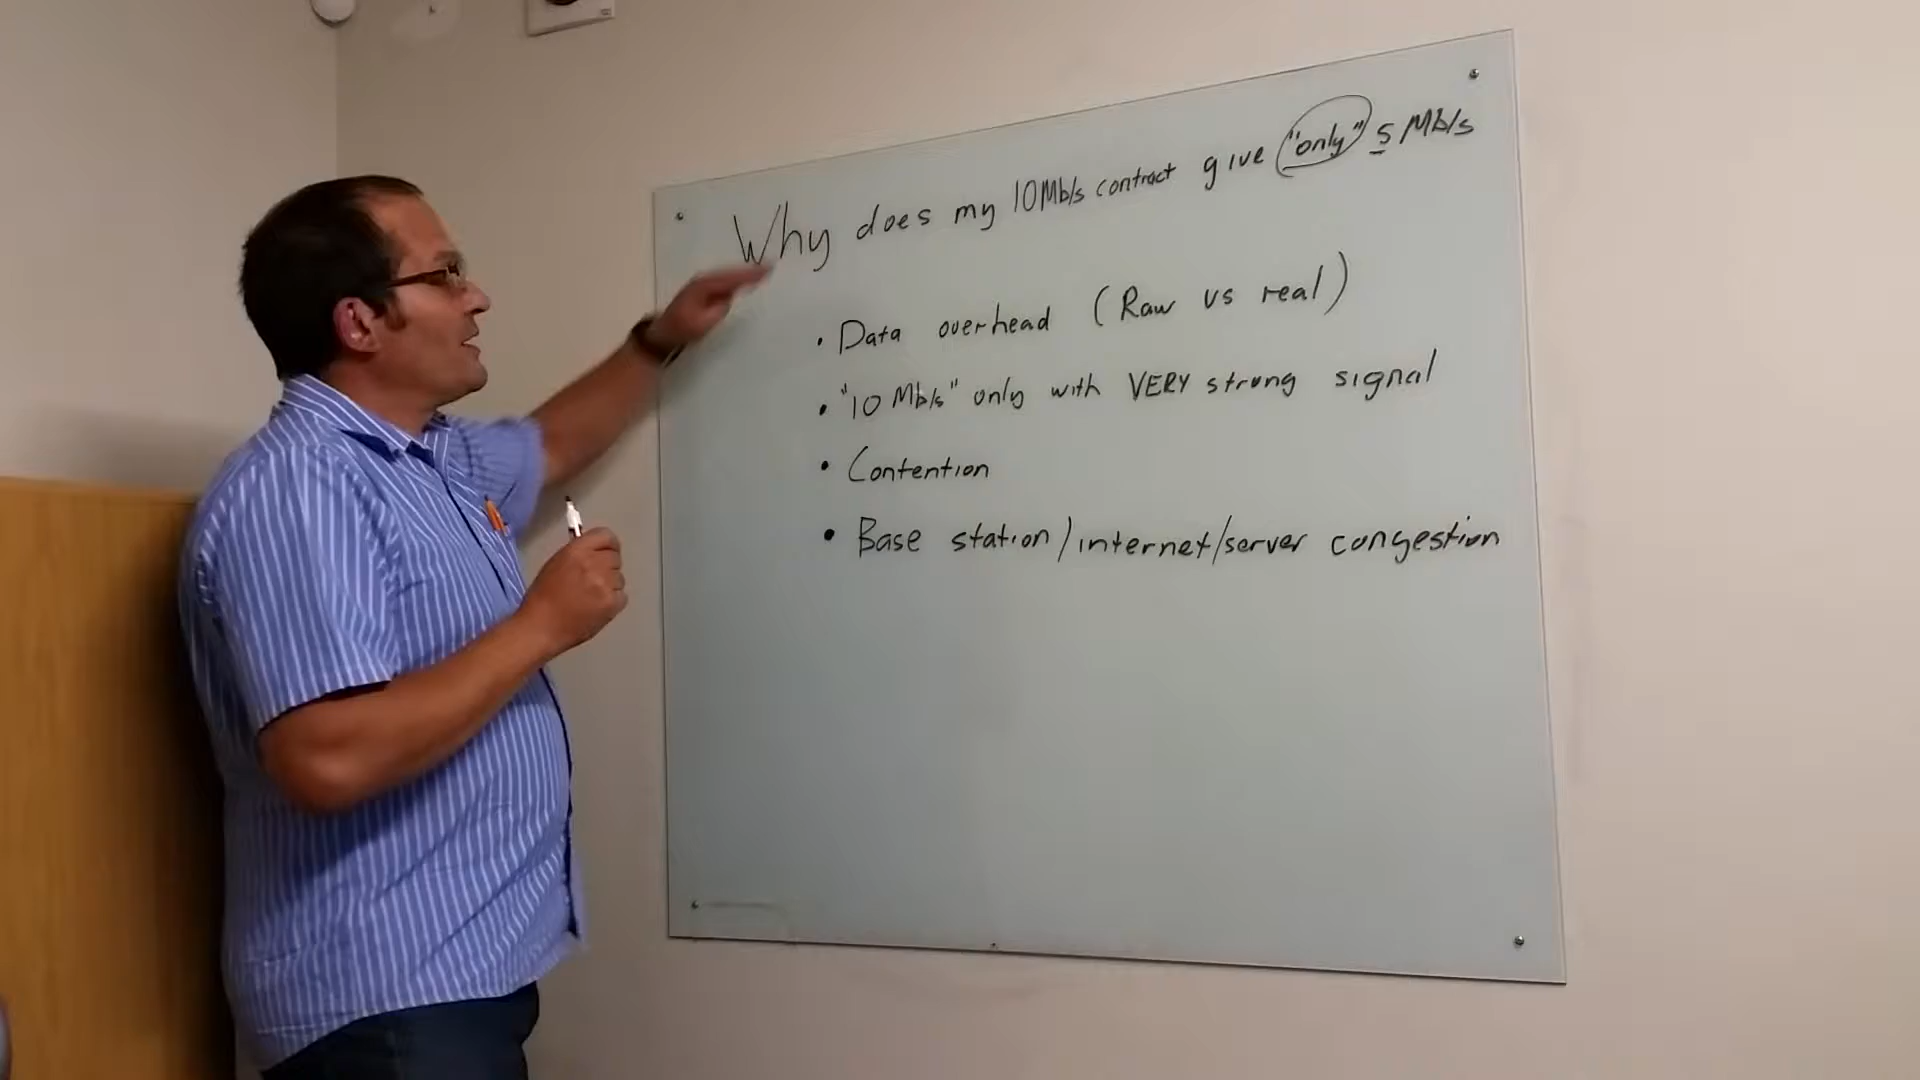 Why does my 10Mb/s contract give "only" 5 Mb/s
• Data overhead (Raw vs real)
• "10 Mb/s" only with VERY strong signal
• Contention
• Base station/internet/server congestion